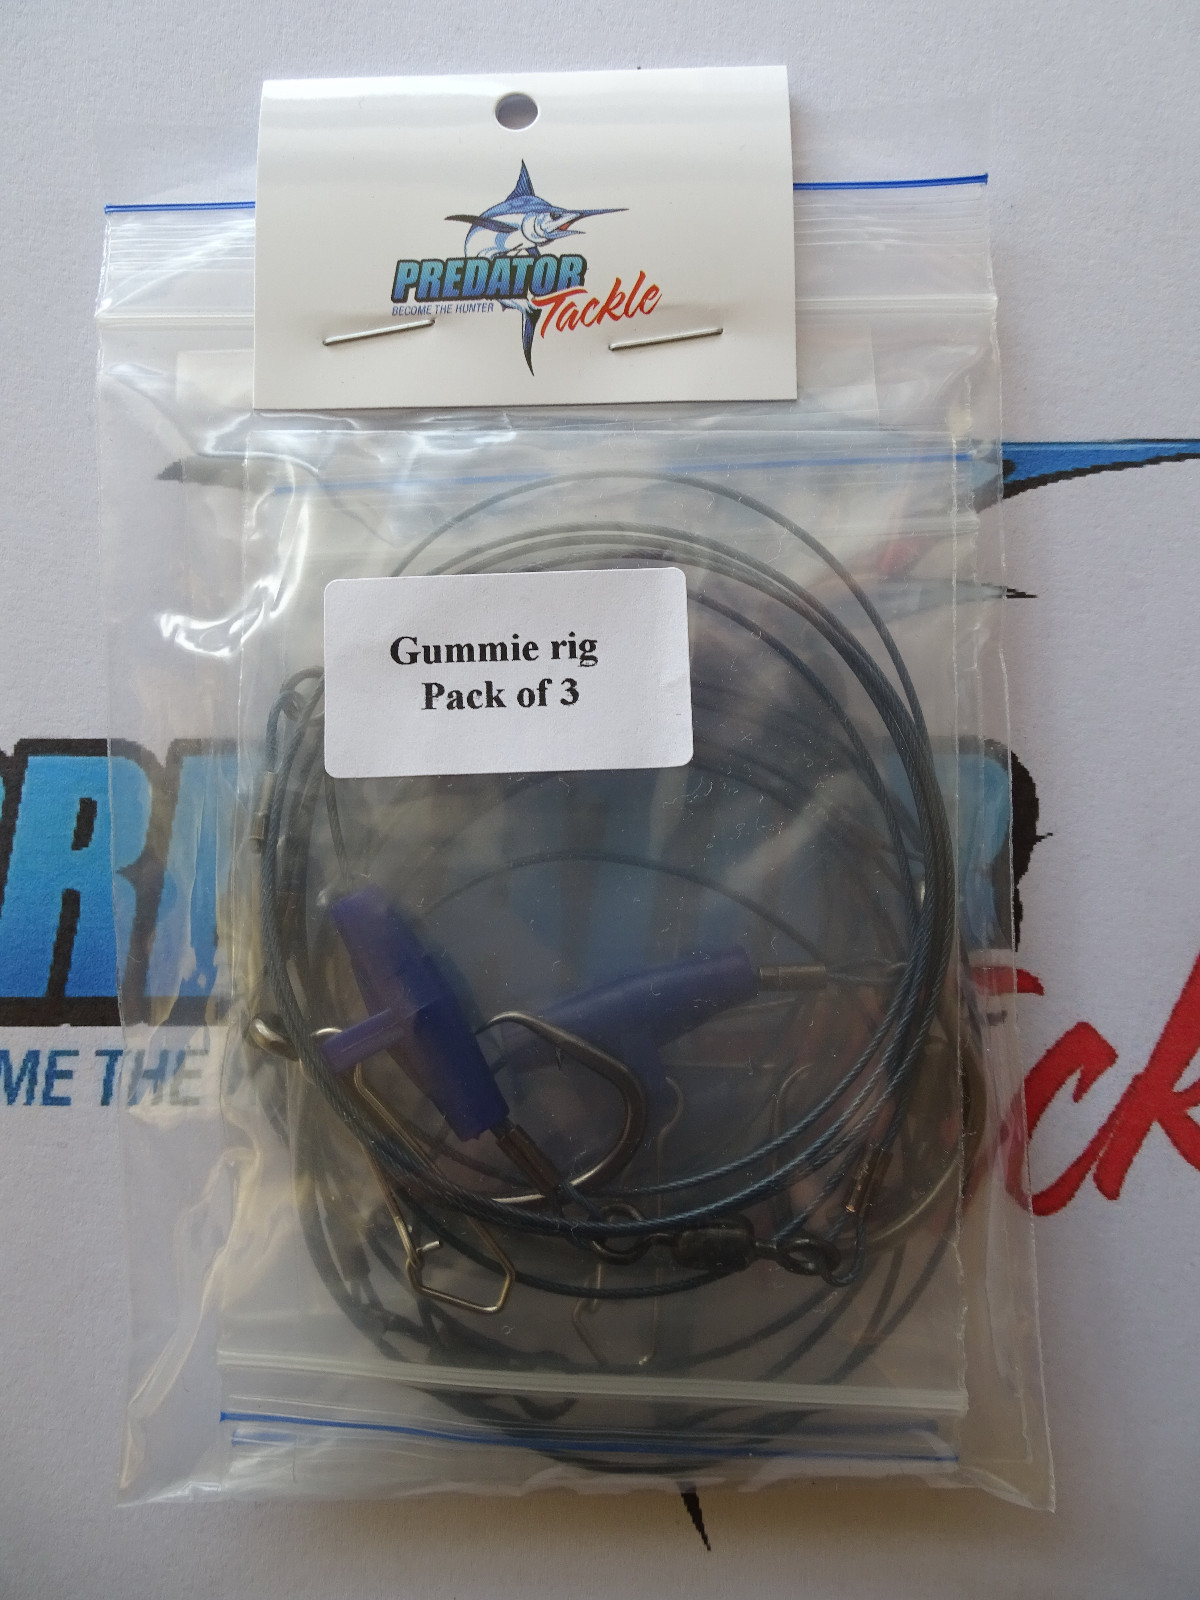 PREDATOR
BECOME THE HUNTER
Tackle
Gummie rig
Pack of 3
ME THE